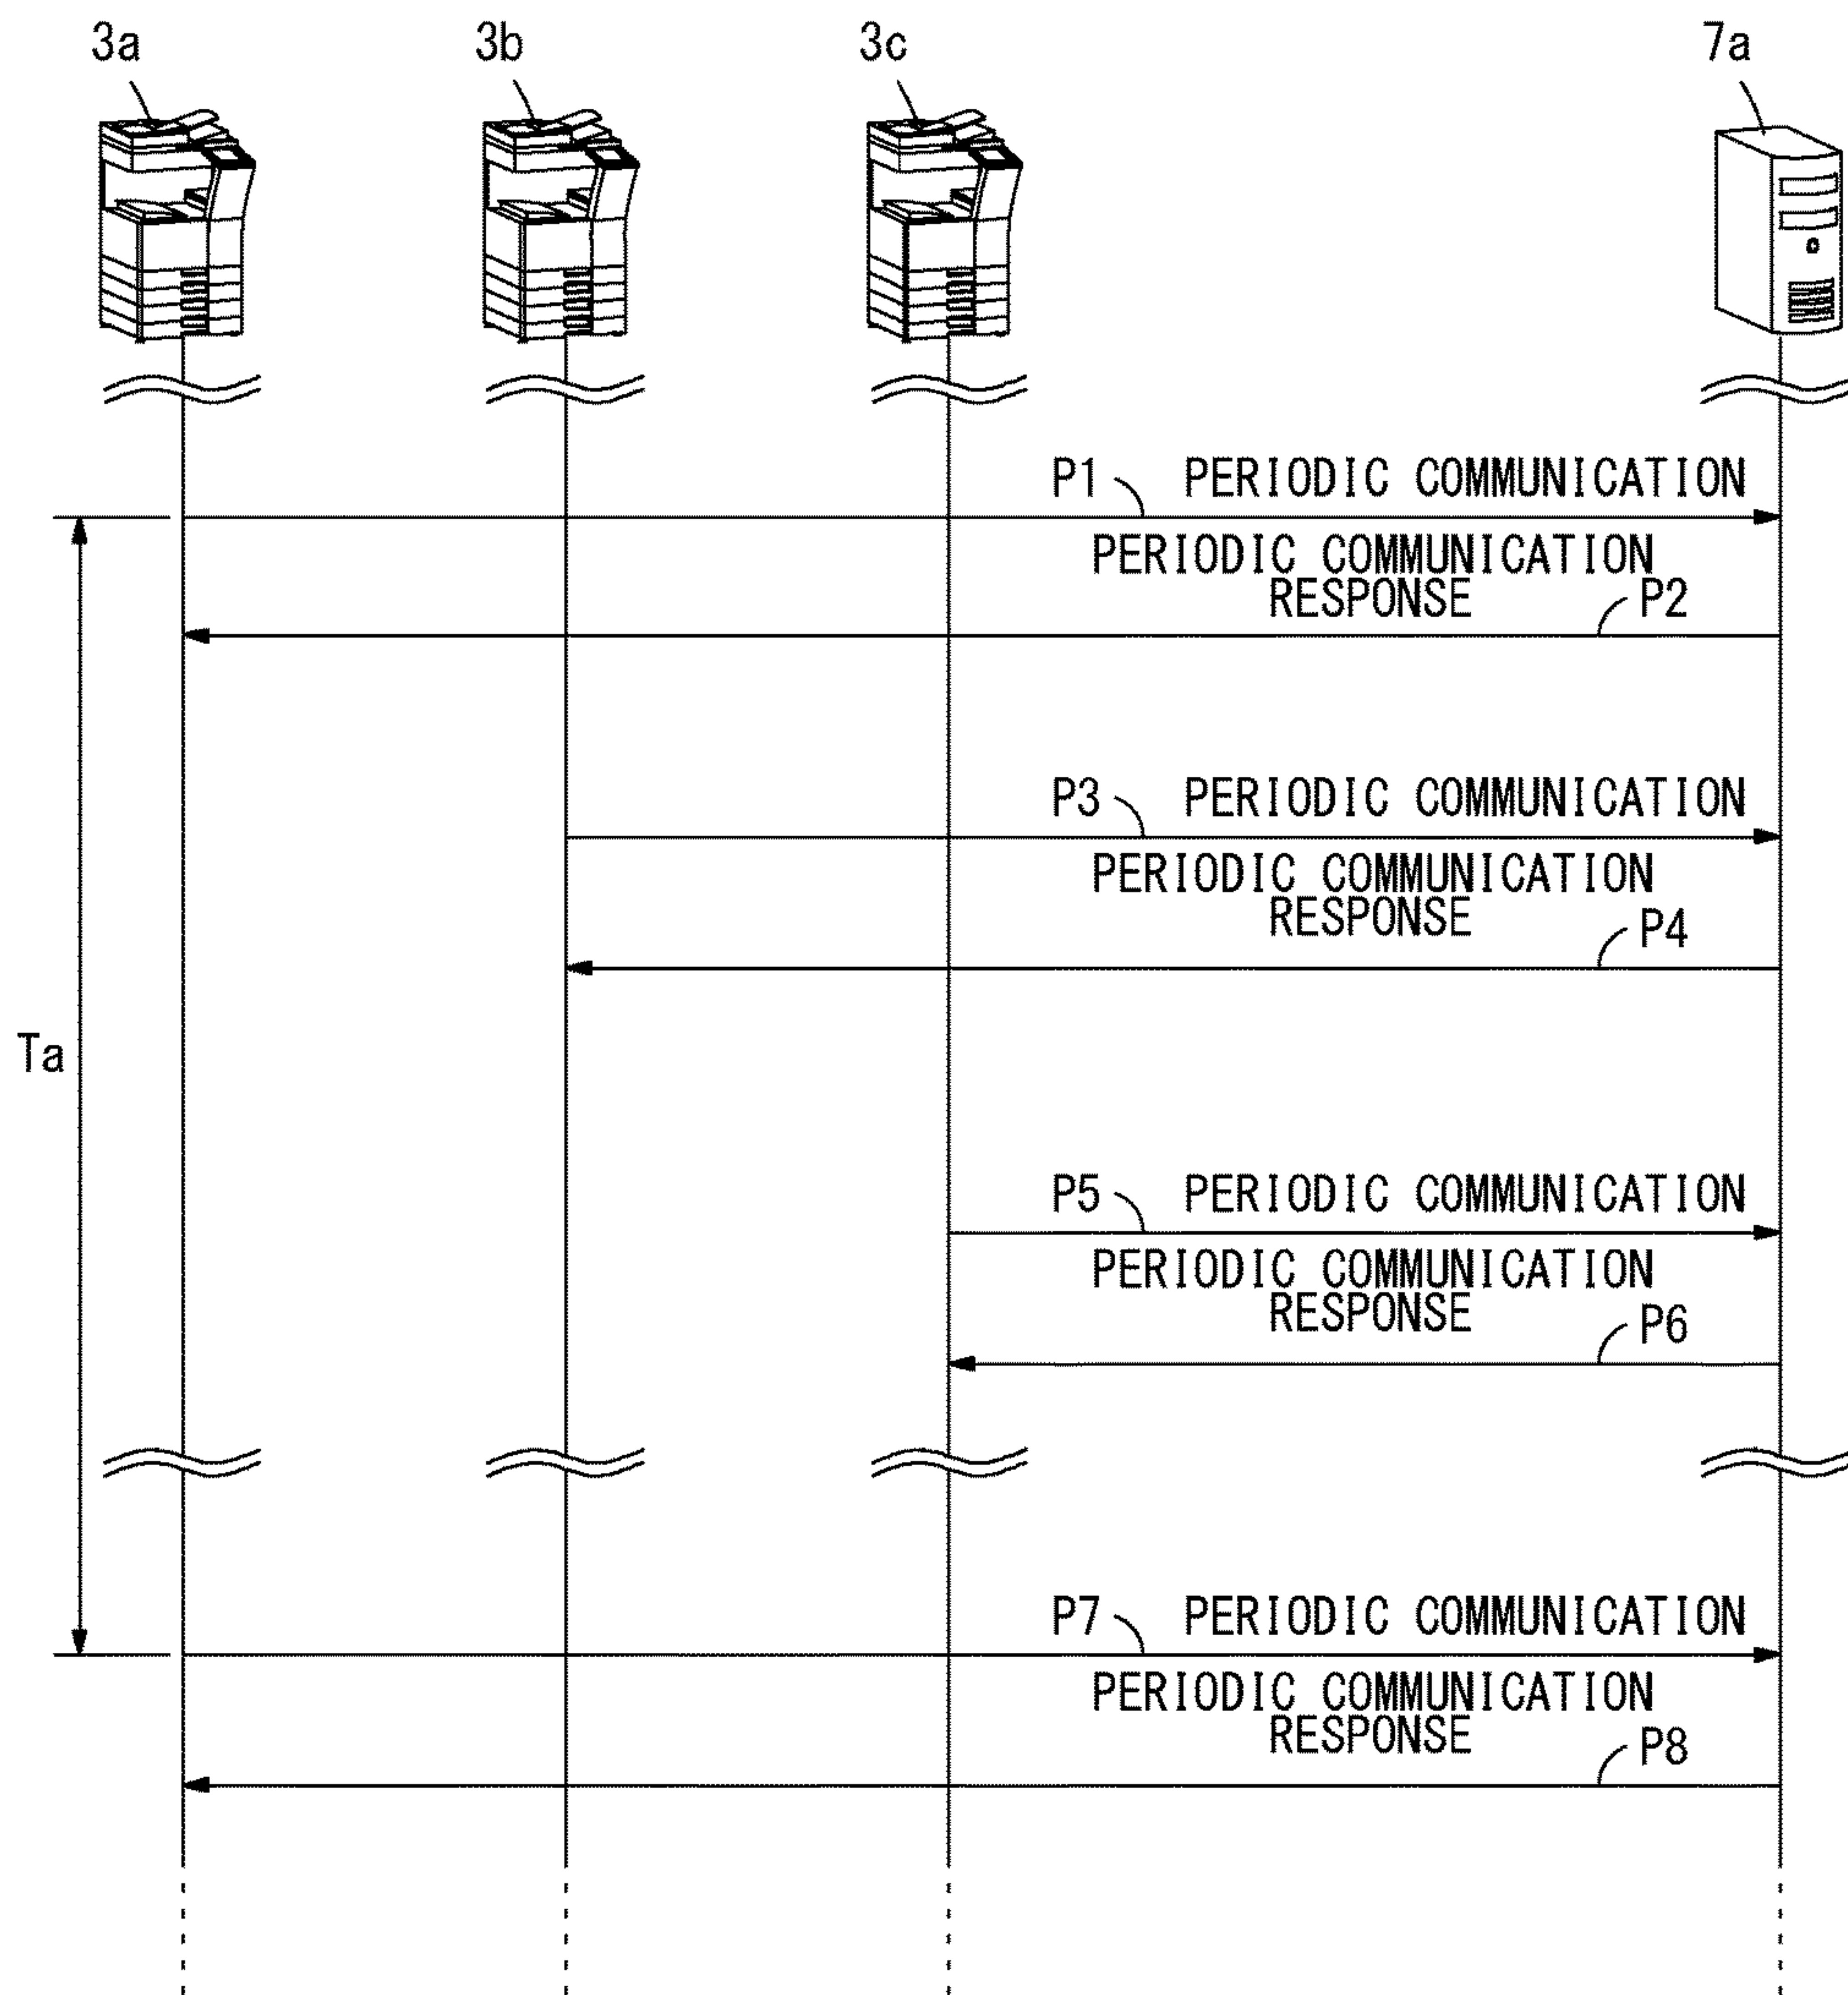 3a 3b 3c 7a
P1 PERIODIC COMMUNICATION
PERIODIC COMMUNICATION
RESPONSE P2
P3 PERIODIC COMMUNICATION
PERIODIC COMMUNICATION
RESPONSE P4
Ta
P5 PERIODIC COMMUNICATION
PERIODIC COMMUNICATION
RESPONSE P6
P7 PERIODIC COMMUNICATION
PERIODIC COMMUNICATION
RESPONSE P8